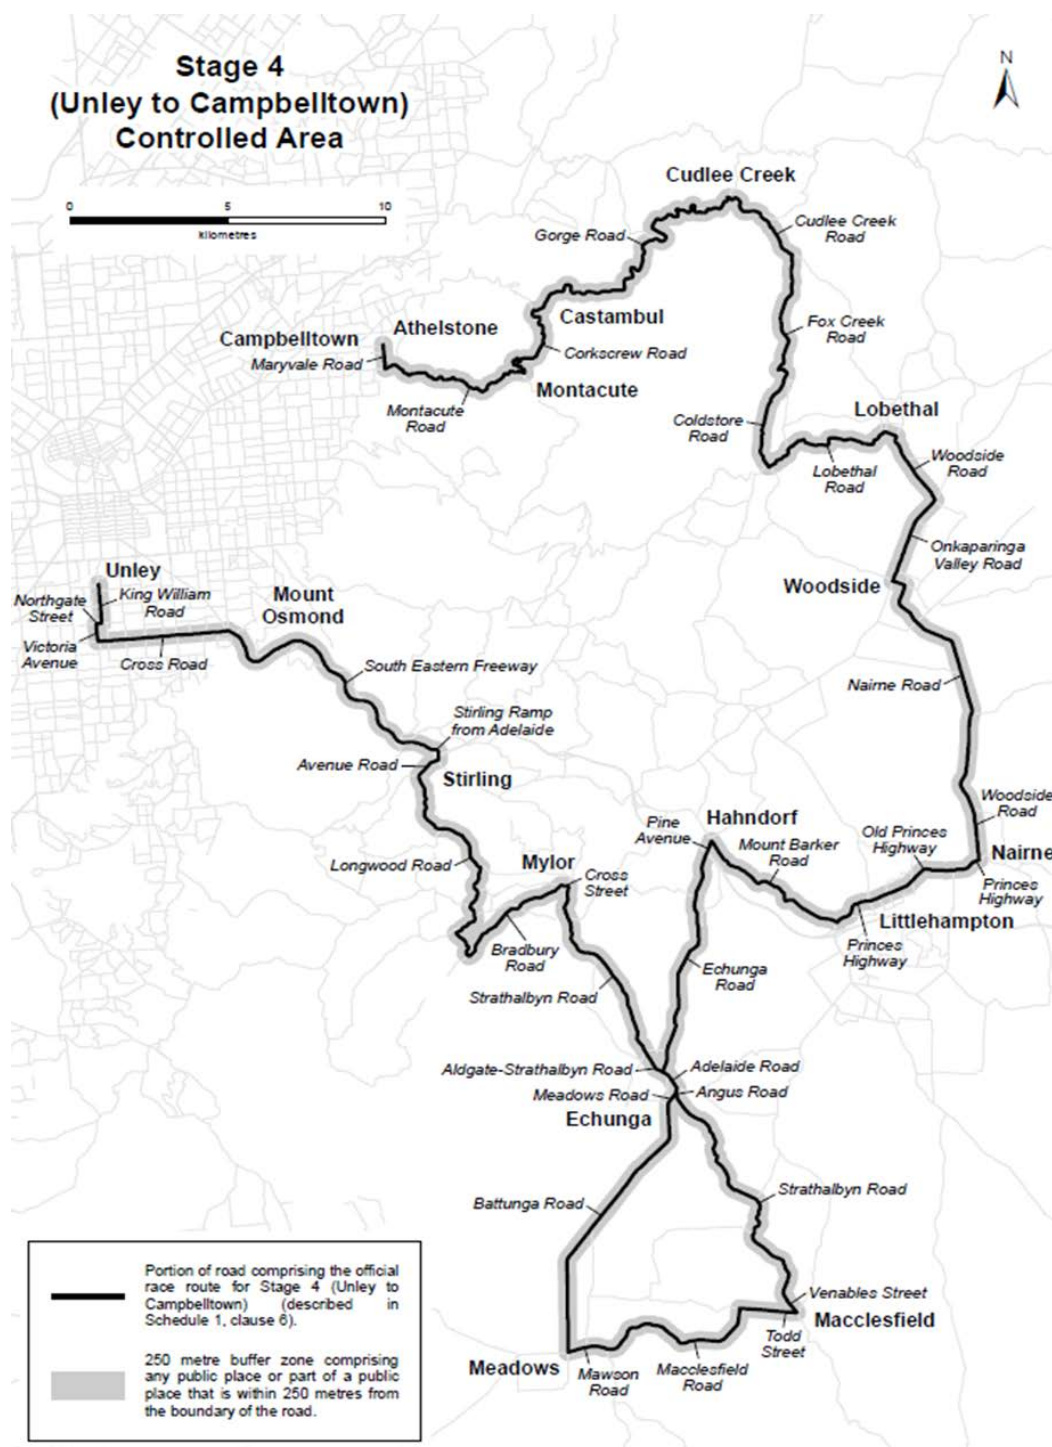 Stage 4
(Unley to Campbelltown)
Controlled Area
N
0 5 10
kilometres
Cudlee Creek
Gorge Road
Cudlee Creek
Road
Castambul
Fox Creek
Road
Campbelltown
Athelstone
Maryvale Road
Corkscrew Road
Montacute
Montacute
Road
Lobethal
Coldstore
Road
Lobethal
Road
Woodside
Road
Onkaparinga
Valley Road
Woodside
Unley
King William
Road
Northgate
Street
Victoria
Avenue
Cross Road
Mount
Osmond
South Eastern Freeway
Nairne Road
Stirling Ramp
from Adelaide
Avenue Road
Stirling
Woodside
Road
Hahndorf
Pine
Avenue
Mount Barker
Road
Old Princes
Highway
Nairne
Princes
Highway
Longwood Road
Mylor
Cross
Street
Littlehampton
Princes
Highway
Bradbury
Road
Echunga
Road
Strathalbyn Road
Aldgate-Strathalbyn Road
Adelaide Road
Meadows Road
Angus Road
Echunga
Battunga Road
Strathalbyn Road
Venables Street
Macclesfield
Todd
Street
Meadows
Mawson
Road
Macclesfield
Road
Portion of road comprising the official
race route for Stage 4 (Unley to
Campbelltown) (described in
Schedule 1, clause 6).
250 metre buffer zone comprising
any public place or part of a public
place that is within 250 metres from
the boundary of the road.